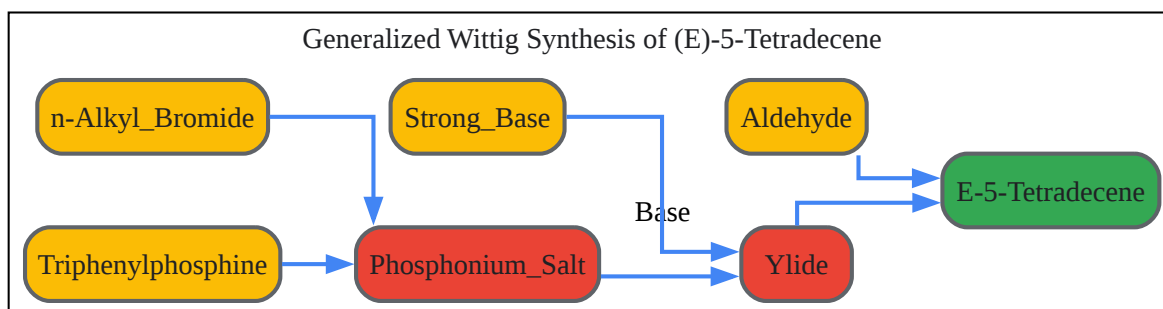 Generalized Wittig Synthesis of (E)-5-Tetradecene
n-Alkyl_Bromide
Strong_Base
Aldehyde
E-5-Tetradecene
Base
Triphenylphosphine
Phosphonium_Salt
Ylide